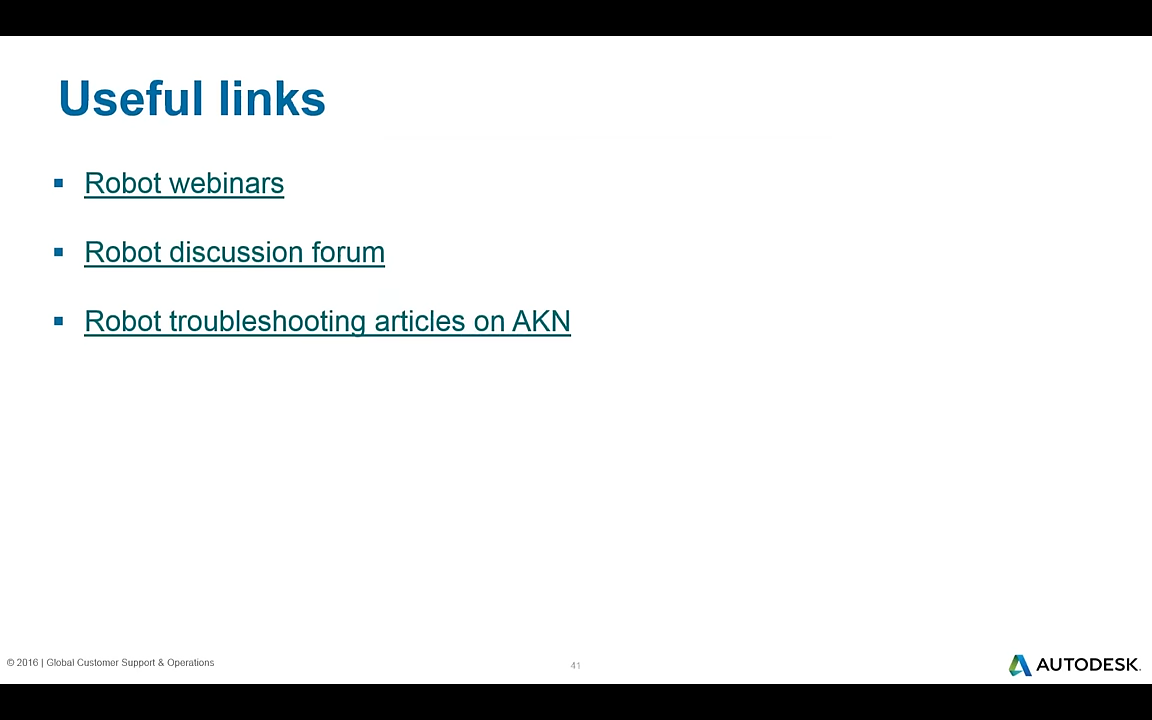 Useful links
▪ Robot webinars
▪ Robot discussion forum
▪ Robot troubleshooting articles on AKN
© 2016 | Global Customer Support & Operations
41
AUTODESK.